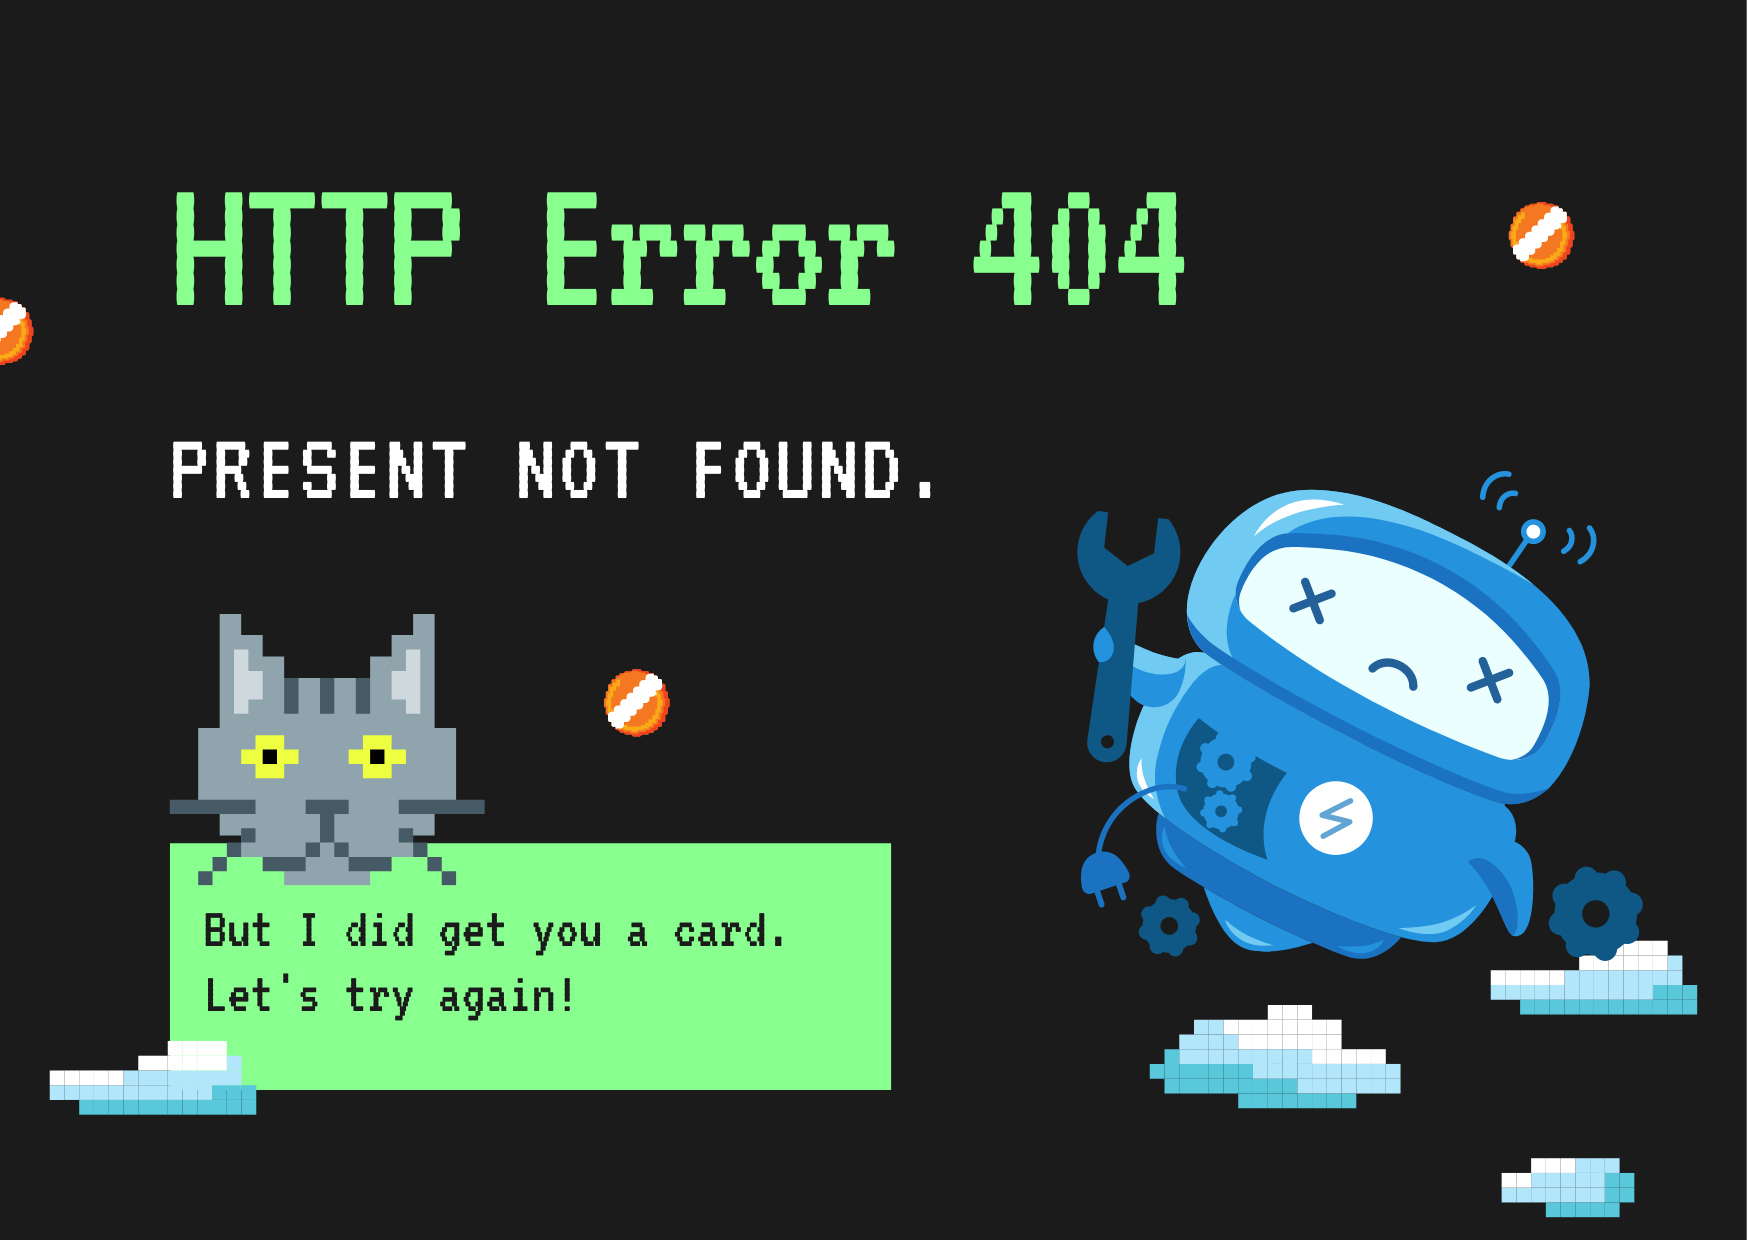 HTTP Error 404
PRESENT NOT FOUND.
But I did get you a card.
Let's try again!